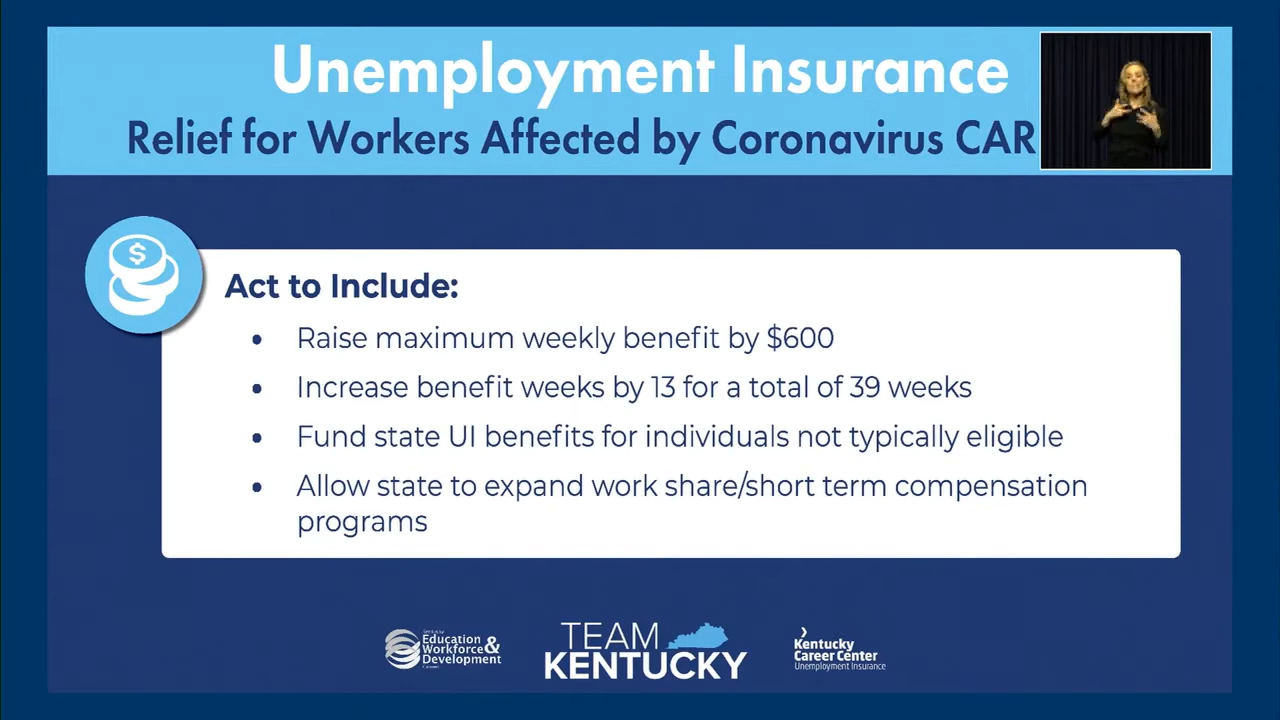 Unemployment Insurance
Relief for Workers Affected by Coronavirus CAR
$
Act to Include:
• Raise maximum weekly benefit by $600
• Increase benefit weeks by 13 for a total of 39 weeks
• Fund state UI benefits for individuals not typically eligible
• Allow state to expand work share/short term compensation
programs
Education &
Workforce
Development
TEAM
KENTUCKY
Kentucky
Career Center
Unemployment Insurance